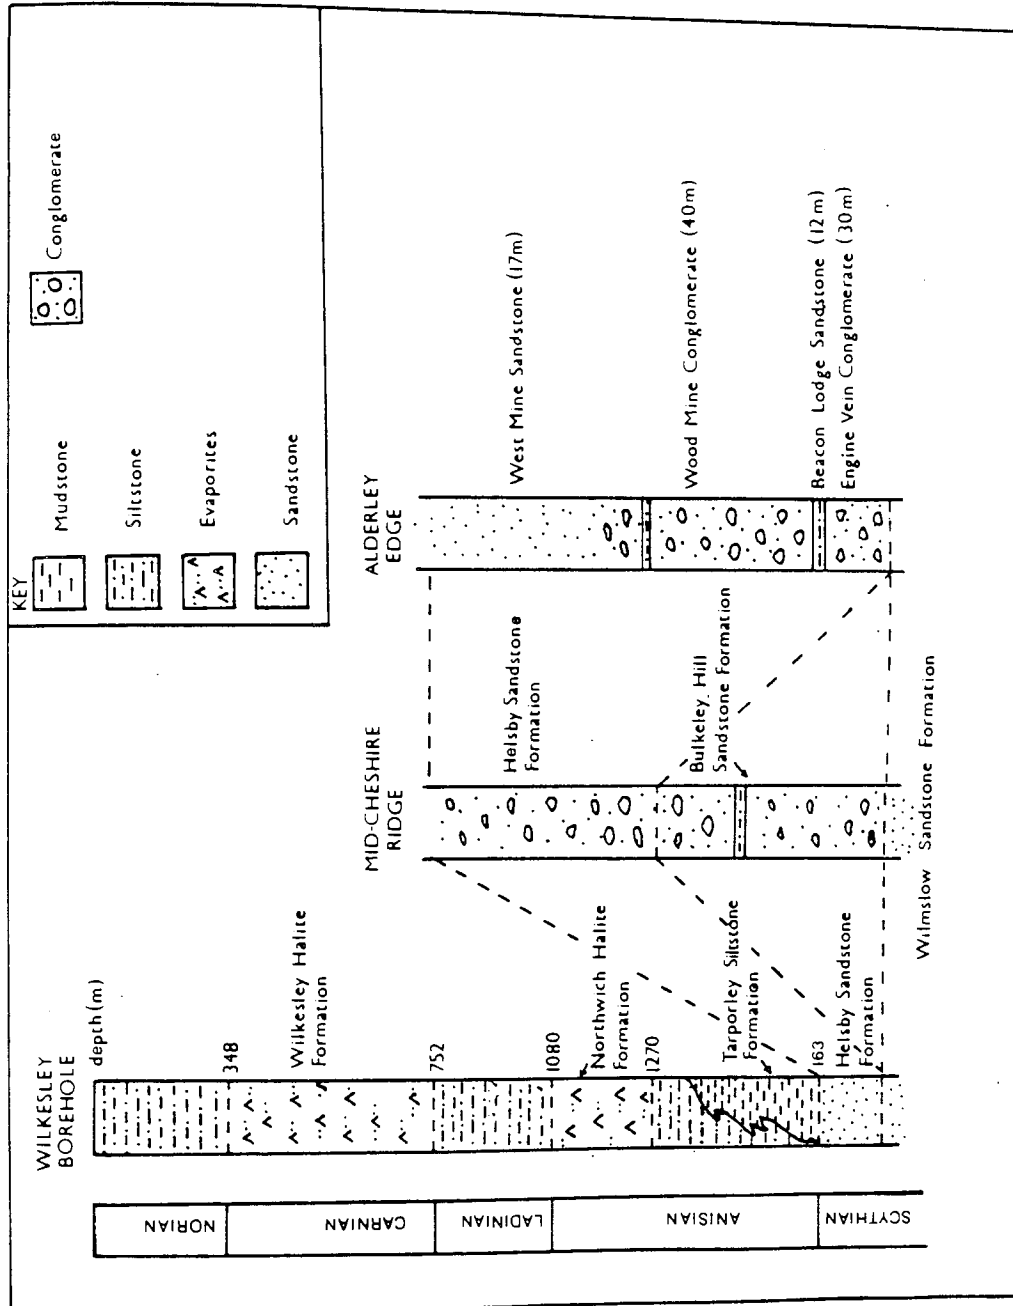 KEY
Mudstone
Siltstone
Evaporites
Sandstone
Conglomerate
WILKESLEY
BOREHOLE
depth(m)
348
Wilkesley Halite
Formation
752
1080
Northwich Halite
Formation
1270
Tarporley Siltstone
Formation
163
Helsby Sandstone
Formation
NORIAN
CARNIAN
LADINIAN
ANISIAN
SCYTHIAN
MID-CHESHIRE
RIDGE
Helsby Sandstone
Formation
Bulkeley Hill
Sandstone Formation
Wilmslow Sandstone Formation
ALDERLEY
EDGE
West Mine Sandstone (17m)
Wood Mine Conglomerate (40m)
Beacon Lodge Sandstone (12m)
Engine Vein Conglomerate (30m)